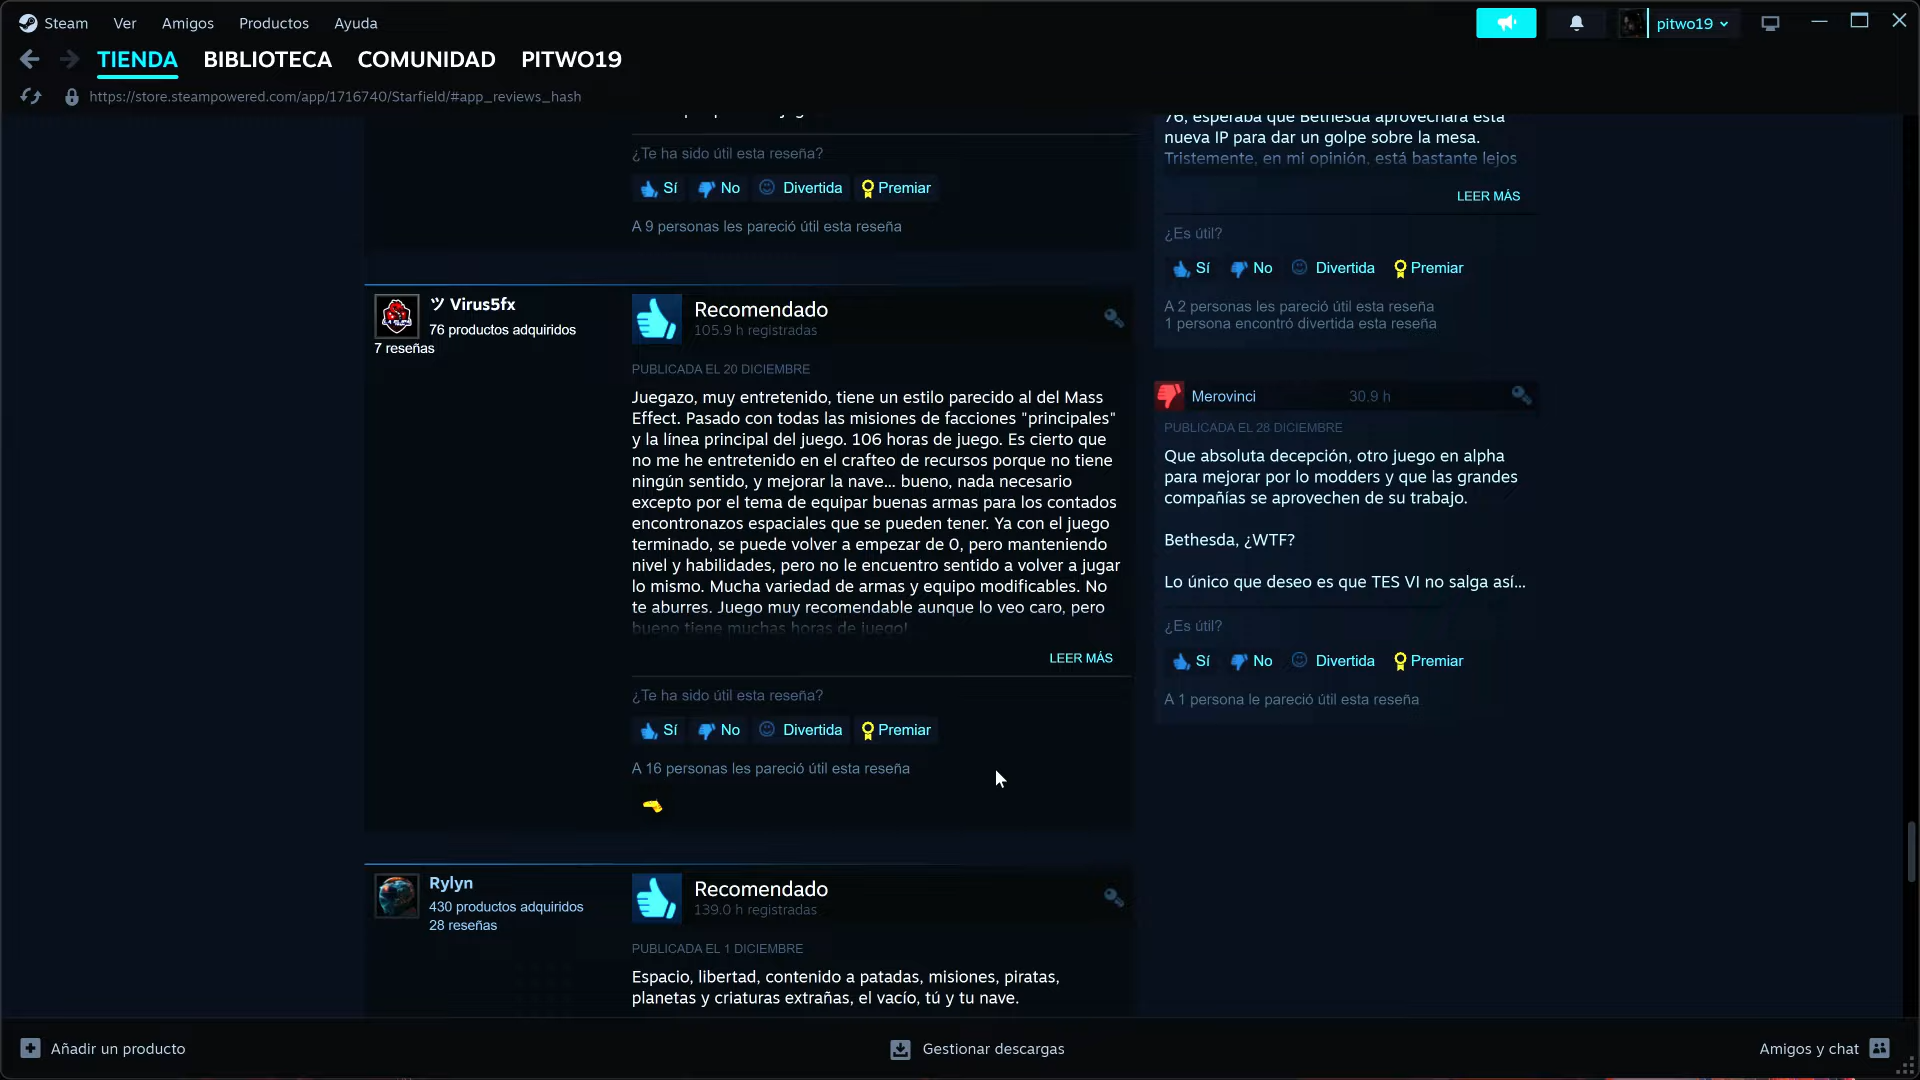 Steam Ver Amigos Productos Ayuda
pitwo19
TIENDA BIBLIOTECA COMUNIDAD PITWO19
https://store.steampowered.com/app/1716740/Starfield/#app_reviews_hash
¿Te ha sido útil esta reseña?
Sí No Divertida Premiar
A 9 personas les pareció útil esta reseña
ツ Virus5fx
76 productos adquiridos
7 reseñas
Recomendado
105.9 h registradas
PUBLICADA EL 20 DICIEMBRE
Juegazo, muy entretenido, tiene un estilo parecido al del Mass
Effect. Pasado con todas las misiones de facciones "principales"
y la línea principal del juego. 106 horas de juego. Es cierto que
no me he entretenido en el crafteo de recursos porque no tiene
ningún sentido, y mejorar la nave... bueno, nada necesario
excepto por el tema de equipar buenas armas para los contados
encontronazos espaciales que se pueden tener. Ya con el juego
terminado, se puede volver a empezar de 0, pero manteniendo
nivel y habilidades, pero no le encuentro sentido a volver a jugar
lo mismo. Mucha variedad de armas y equipo modificables. No
te aburres. Juego muy recomendable aunque lo veo caro, pero
bueno tiene muchas horas de juego!
LEER MÁS
¿Te ha sido útil esta reseña?
Sí No Divertida Premiar
A 16 personas les pareció útil esta reseña
Rylyn
430 productos adquiridos
28 reseñas
Recomendado
139.0 h registradas
PUBLICADA EL 1 DICIEMBRE
Espacio, libertad, contenido a patadas, misiones, piratas,
planetas y criaturas extrañas, el vacío, tú y tu nave.
76, esperaba que Bethesda aprovechara esta
nueva IP para dar un golpe sobre la mesa.
Tristemente, en mi opinión, está bastante lejos
LEER MÁS
¿Es útil?
Sí No Divertida Premiar
A 2 personas les pareció útil esta reseña
1 persona encontró divertida esta reseña
Merovinci 30.9 h
PUBLICADA EL 28 DICIEMBRE
Que absoluta decepción, otro juego en alpha
para mejorar por lo modders y que las grandes
compañías se aprovechen de su trabajo.
Bethesda, ¿WTF?
Lo único que deseo es que TES VI no salga así...
¿Es útil?
Sí No Divertida Premiar
A 1 persona le pareció útil esta reseña
Añadir un producto
Gestionar descargas
Amigos y chat